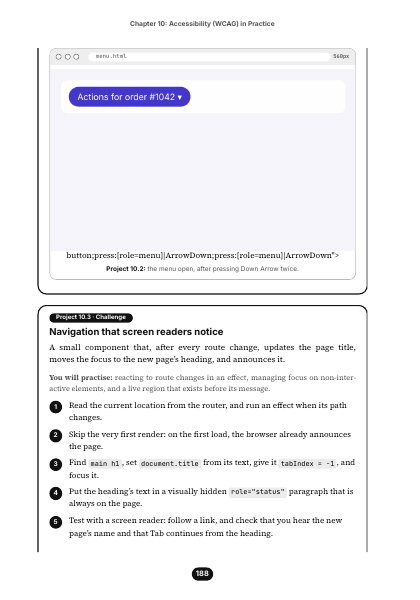 Chapter 10: Accessibility (WCAG) in Practice
menu.html
560px
Actions for order #1042 ▾
button;press:[role=menu]|ArrowDown;press:[role=menu]|ArrowDown">
Project 10.2: the menu open, after pressing Down Arrow twice.
Project 10.3 · Challenge
Navigation that screen readers notice
A small component that, after every route change, updates the page title,
moves the focus to the new page's heading, and announces it.
You will practise: reacting to route changes in an effect, managing focus on non-inter-
active elements, and a live region that exists before its message.
1 Read the current location from the router, and run an effect when its path
changes.
2 Skip the very first render: on the first load, the browser already announces
the page.
3 Find main h1, set document.title from its text, give it tabIndex = -1, and
focus it.
4 Put the heading's text in a visually hidden role="status" paragraph that is
always on the page.
5 Test with a screen reader: follow a link, and check that you hear the new
page's name and that Tab continues from the heading.
188